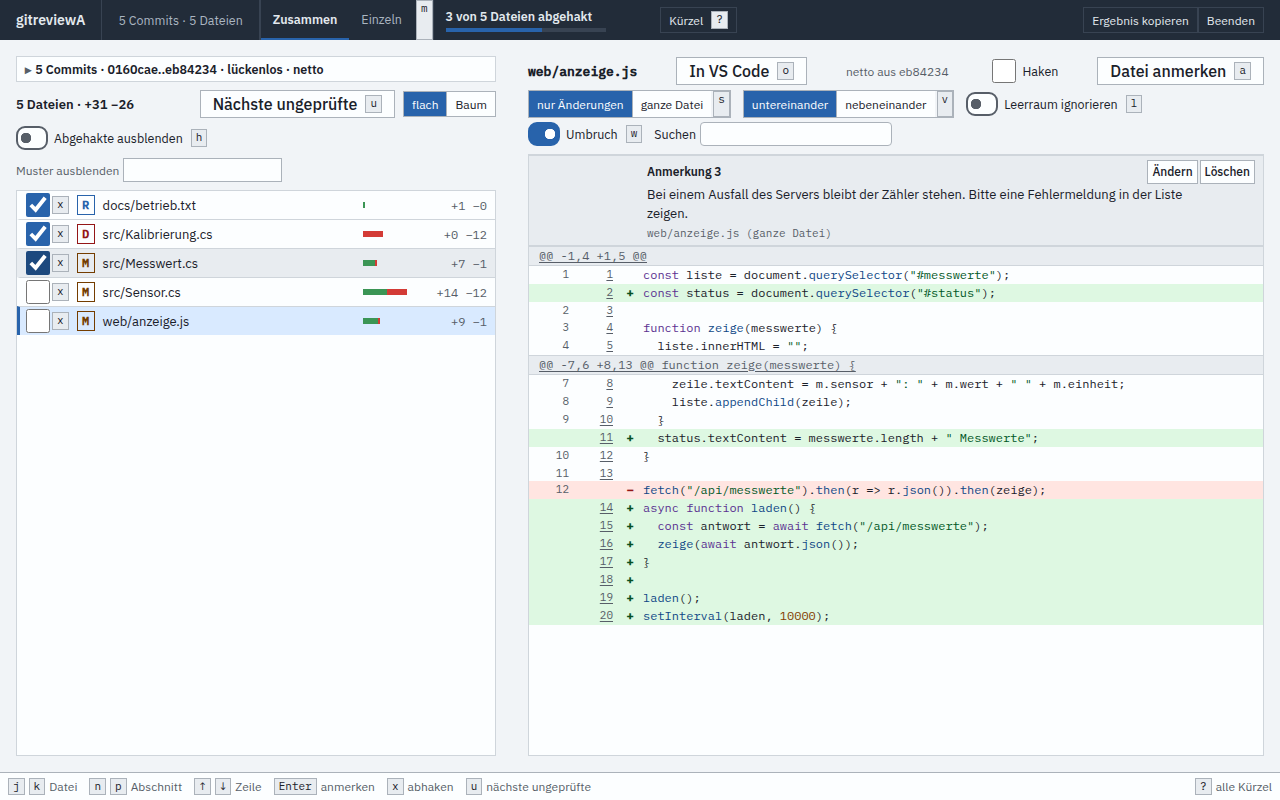 gitreviewA 5 Commits · 5 Dateien Zusammen Einzeln m 3 von 5 Dateien abgehakt Kürzel ? Ergebnis kopieren Beenden
▸ 5 Commits · 0160cae..eb84234 · lückenlos · netto
5 Dateien · +31 −26 Nächste ungeprüfte u flach Baum
Abgehakte ausblenden h
Muster ausblenden
x R docs/betrieb.txt +1 −0
x D src/Kalibrierung.cs +0 −12
x M src/Messwert.cs +7 −1
x M src/Sensor.cs +14 −12
x M web/anzeige.js +9 −1
web/anzeige.js In VS Code o netto aus eb84234 Haken Datei anmerken a
nur Änderungen ganze Datei s untereinander nebeneinander v Leerraum ignorieren l
Umbruch w Suchen
Anmerkung 3 Ändern Löschen
Bei einem Ausfall des Servers bleibt der Zähler stehen. Bitte eine Fehlermeldung in der Liste
zeigen.
web/anzeige.js (ganze Datei)
@@ -1,4 +1,5 @@
1 1 const liste = document.querySelector("#messwerte");
2 + const status = document.querySelector("#status");
2 3
3 4 function zeige(messwerte) {
4 5 liste.innerHTML = "";
@@ -7,6 +8,13 @@ function zeige(messwerte) {
7 8 zeile.textContent = m.sensor + ": " + m.wert + " " + m.einheit;
8 9 liste.appendChild(zeile);
9 10 }
11 + status.textContent = messwerte.length + " Messwerte";
10 12 }
11 13
12 − fetch("/api/messwerte").then(r => r.json()).then(zeige);
14 + async function laden() {
15 + const antwort = await fetch("/api/messwerte");
16 + zeige(await antwort.json());
17 + }
18 +
19 + laden();
20 + setInterval(laden, 10000);
j k Datei n p Abschnitt ↑ ↓ Zeile Enter anmerken x abhaken u nächste ungeprüfte ? alle Kürzel